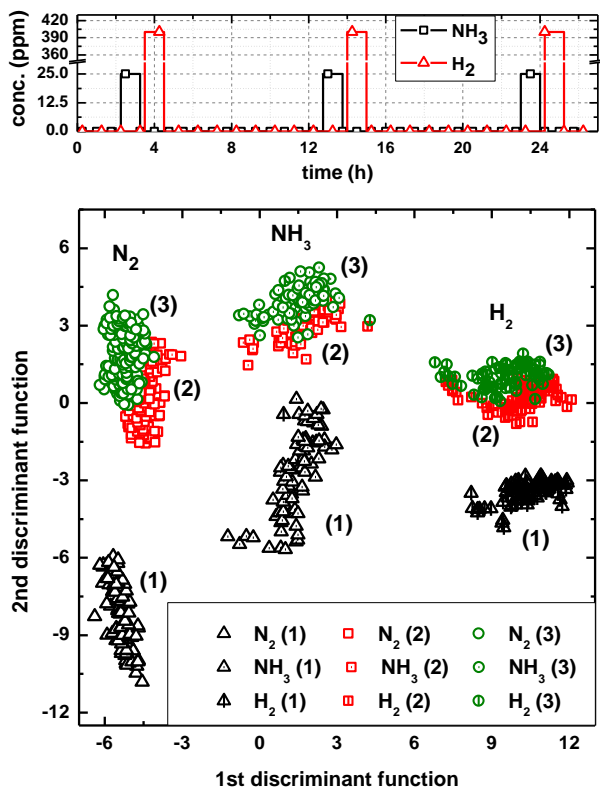 420
390
360
25.0
12.5
0.0
conc. (ppm)
NH3
H2
0 4 8 12 16 20 24
time (h)
2nd discriminant function
6
3
0
-3
-6
-9
-12
N2
NH3
H2
(3)
(2)
(1)
(3)
(2)
(1)
(3)
(2)
(1)
N2 (1) N2 (2) N2 (3)
NH3 (1) NH3 (2) NH3 (3)
H2 (1) H2 (2) H2 (3)
-6 -3 0 3 6 9 12
1st discriminant function